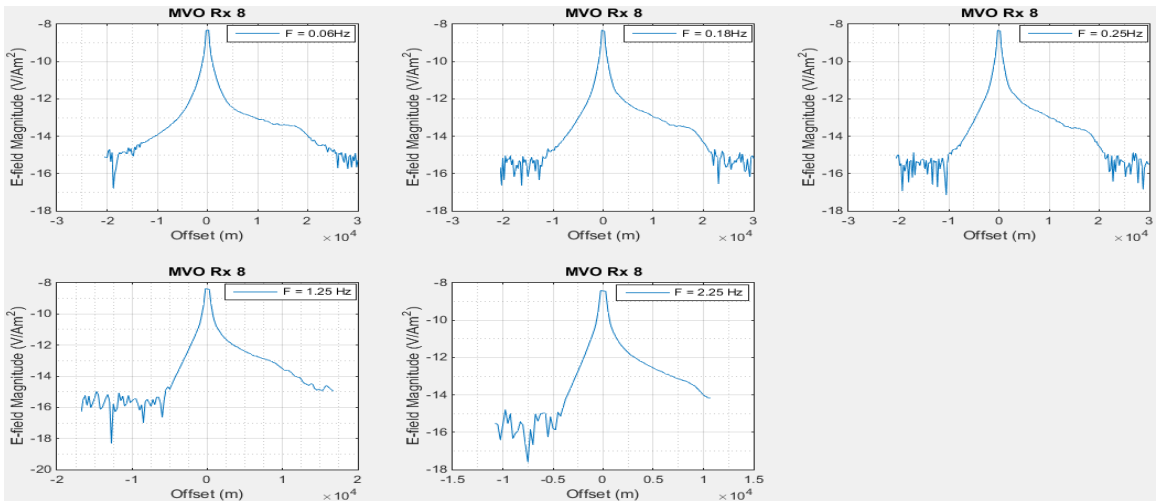 MVO Rx 8
F = 0.06Hz
E-field Magnitude (V/Am²)
-8
-10
-12
-14
-16
-18
-3 -2 -1 0 1 2 3
Offset (m)
×10⁴
MVO Rx 8
F = 0.18Hz
E-field Magnitude (V/Am²)
-8
-10
-12
-14
-16
-18
-3 -2 -1 0 1 2 3
Offset (m)
×10⁴
MVO Rx 8
F = 0.25Hz
E-field Magnitude (V/Am²)
-8
-10
-12
-14
-16
-18
-3 -2 -1 0 1 2 3
Offset (m)
×10⁴
MVO Rx 8
F = 1.25 Hz
E-field Magnitude (V/Am²)
-8
-10
-12
-14
-16
-18
-20
-2 -1 0 1 2
Offset (m)
×10⁴
MVO Rx 8
F = 2.25 Hz
E-field Magnitude (V/Am²)
-8
-10
-12
-14
-16
-18
-1.5 -1 -0.5 0 0.5 1 1.5
Offset (m)
×10⁴